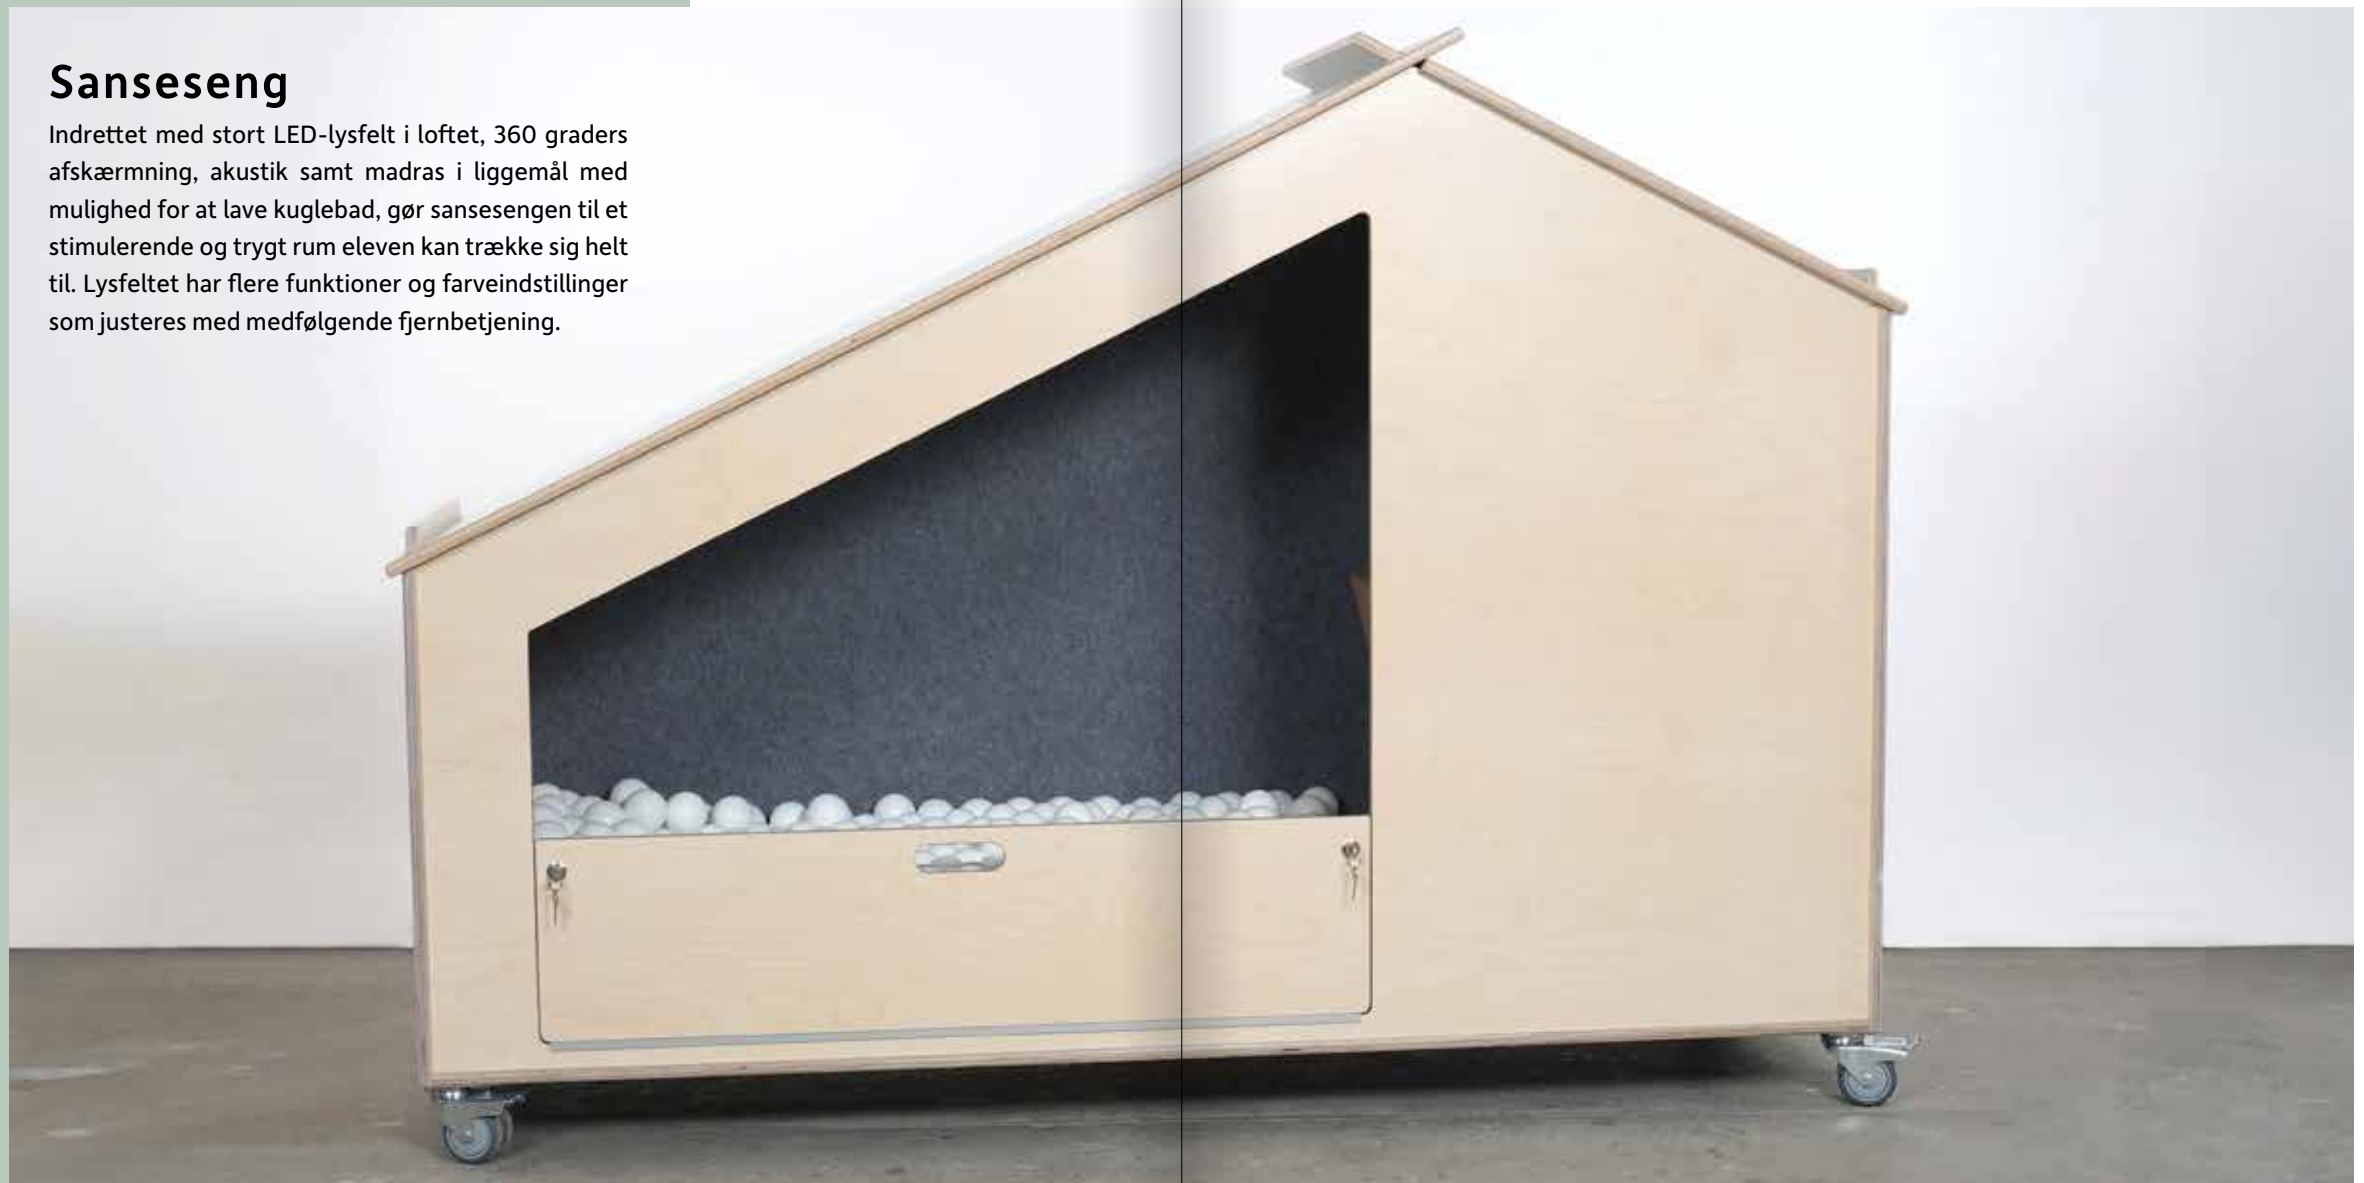 Sanseseng
Indrettet med stort LED-lysfelt i loftet, 360 graders
afskærmning, akustik samt madras i liggemål med
mulighed for at lave kuglebad, gør sansesengen til et
stimulerende og trygt rum eleven kan trække sig helt
til. Lysfeltet har flere funktioner og farveindstillinger
som justeres med medfølgende fjernbetjening.